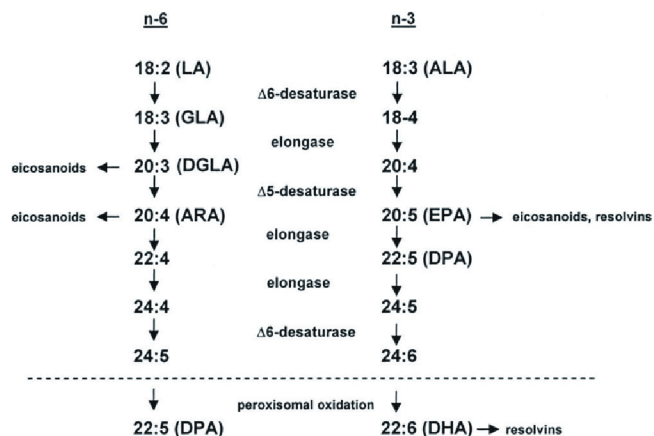 n-6 n-3
18:2 (LA) 18:3 (ALA)
Δ6-desaturase
18:3 (GLA) 18-4
elongase
eicosanoids 20:3 (DGLA) 20:4
Δ5-desaturase
eicosanoids 20:4 (ARA) 20:5 (EPA) eicosanoids, resolvins
elongase
22:4 22:5 (DPA)
elongase
24:4 24:5
Δ6-desaturase
24:5 24:6
peroxisomal oxidation
22:5 (DPA) 22:6 (DHA) resolvins